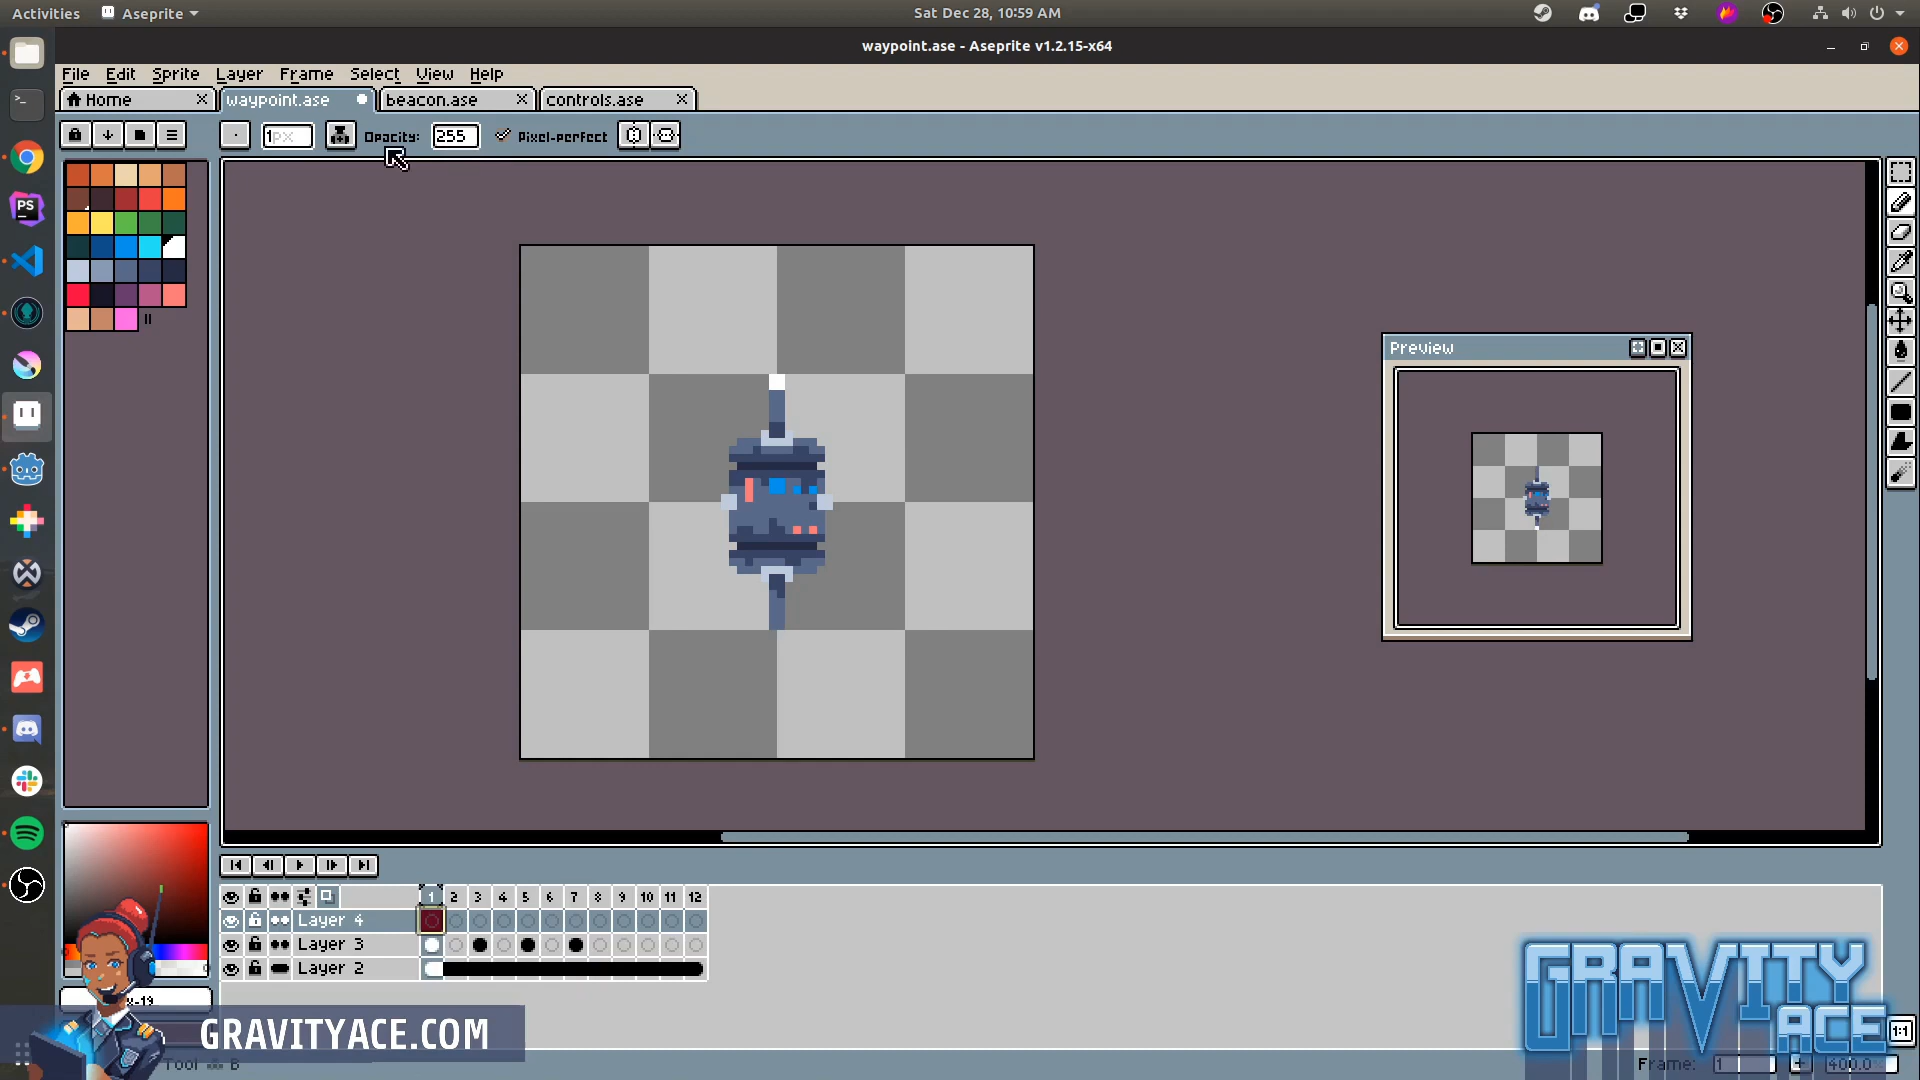 Activities Aseprite Sat Dec 28, 10:59 AM
waypoint.ase - Aseprite v1.2.15-x64
File Edit Sprite Layer Frame Select View Help
Home waypoint.ase beacon.ase controls.ase
1px Opacity: 255 Pixel-perfect
PS
Preview
1 2 3 4 5 6 7 8 9 10 11 12
Layer 4
Layer 3
Layer 2
x-19
GRAVITYACE.COM
GRAVITY
ACE
1:1
Tool B
Frame: 1 + 400.0